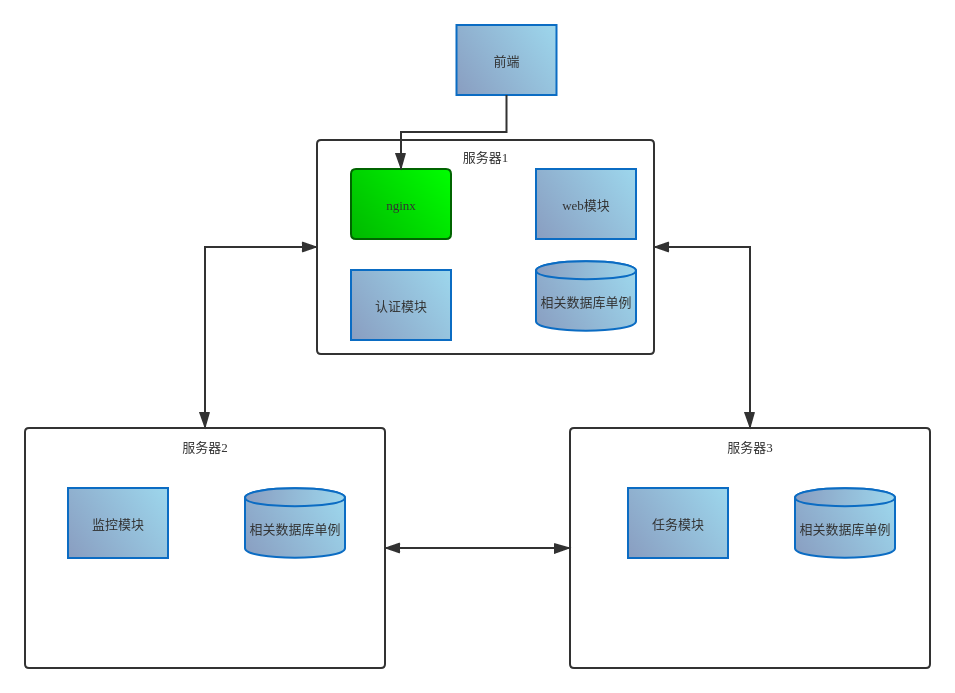 前端
服务器1
nginx
web模块
认证模块
相关数据库单例
服务器2
监控模块
相关数据库单例
服务器3
任务模块
相关数据库单例